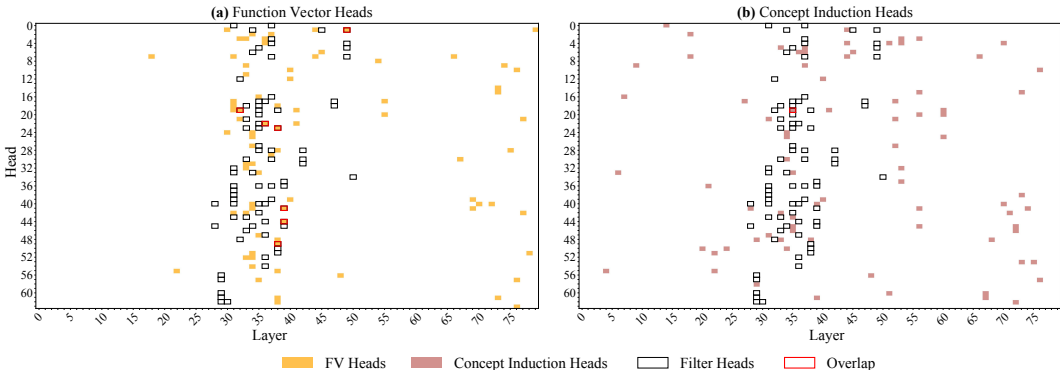 (a) Function Vector Heads
(b) Concept Induction Heads
0
4
8
12
16
20
24
28
32
36
40
44
48
52
56
60
Head
0
4
8
12
16
20
24
28
32
36
40
44
48
52
56
60
0 5 10 15 20 25 30 35 40 45 50 55 60 65 70 75
0 5 10 15 20 25 30 35 40 45 50 55 60 65 70 75
Layer
Layer
FV Heads
Concept Induction Heads
Filter Heads
Overlap